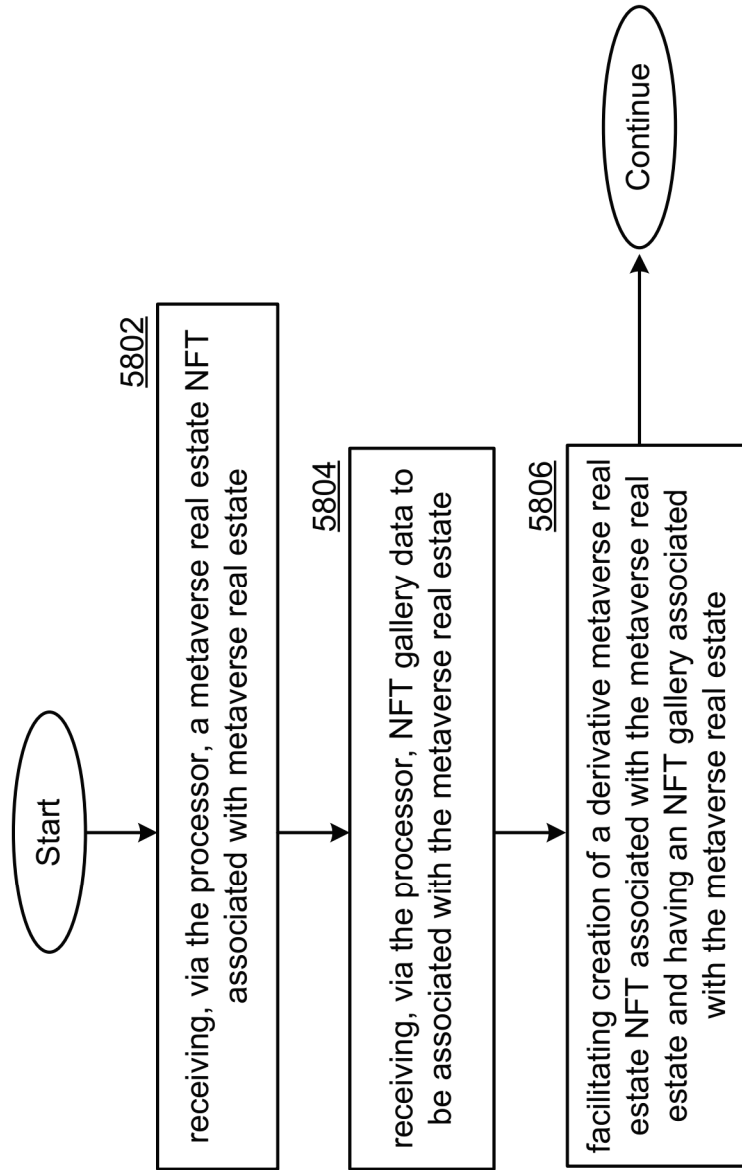 Start
5802
receiving, via the processor, a metaverse real estate NFT
associated with metaverse real estate
5804
receiving, via the processor, NFT gallery data to
be associated with the metaverse real estate
5806
facilitating creation of a derivative metaverse real
estate NFT associated with the metaverse real
estate and having an NFT gallery associated
with the metaverse real estate
Continue